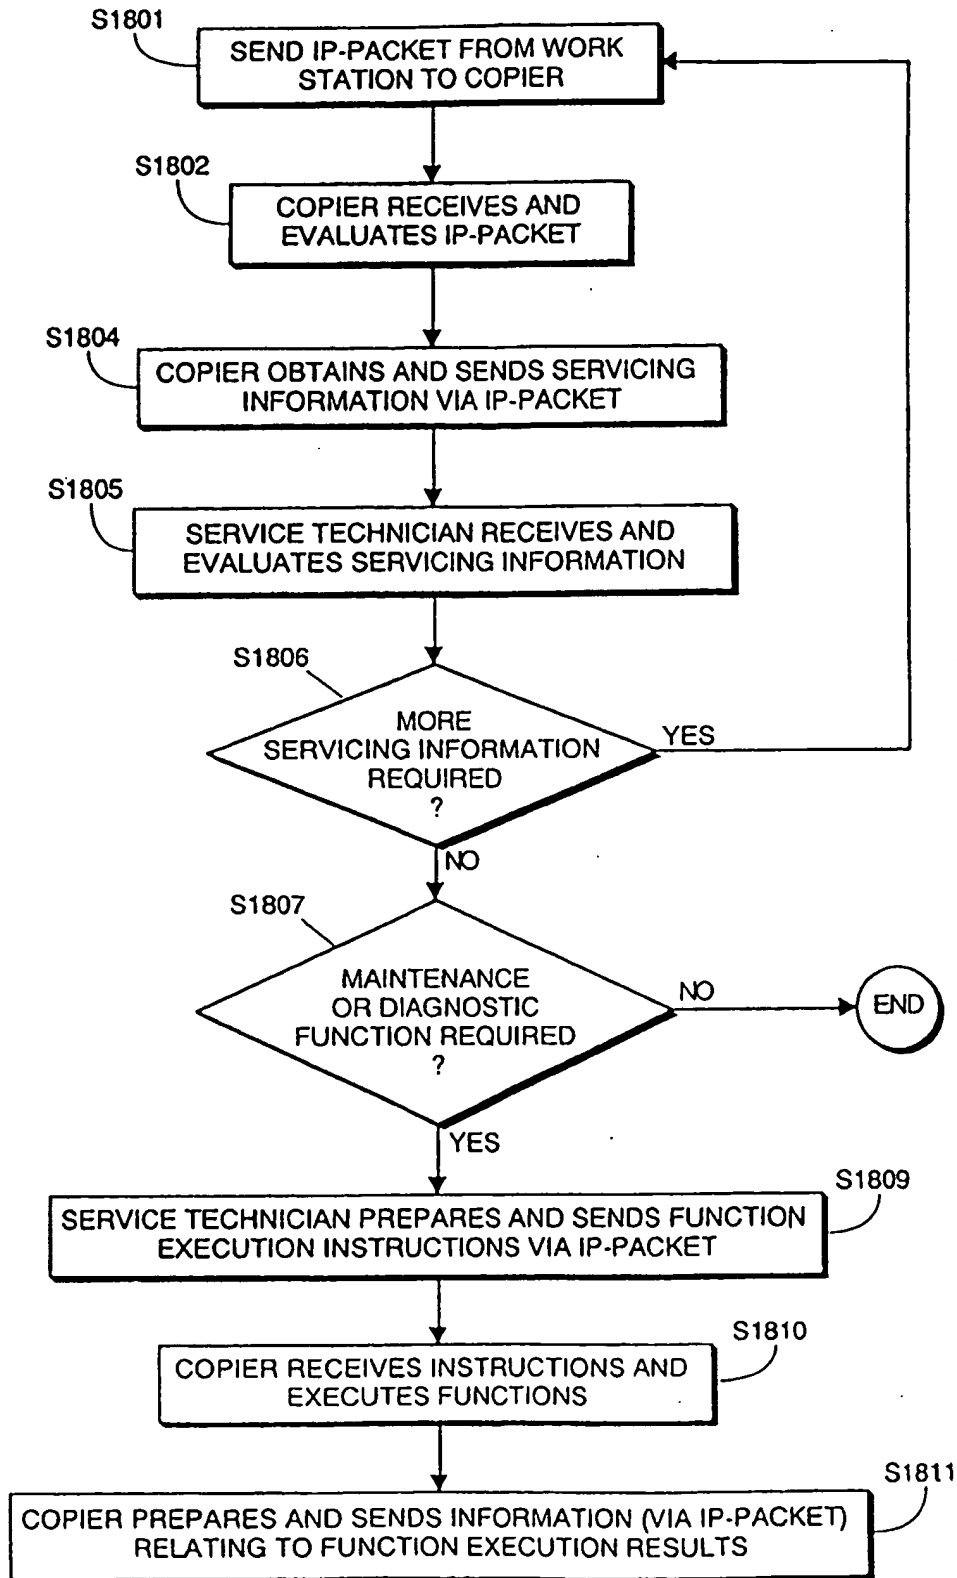 S1801
SEND IP-PACKET FROM WORK
STATION TO COPIER
S1802
COPIER RECEIVES AND
EVALUATES IP-PACKET
S1804
COPIER OBTAINS AND SENDS SERVICING
INFORMATION VIA IP-PACKET
S1805
SERVICE TECHNICIAN RECEIVES AND
EVALUATES SERVICING INFORMATION
S1806
MORE
SERVICING INFORMATION
REQUIRED
?
YES
NO
S1807
MAINTENANCE
OR DIAGNOSTIC
FUNCTION REQUIRED
?
NO
END
YES
S1809
SERVICE TECHNICIAN PREPARES AND SENDS FUNCTION
EXECUTION INSTRUCTIONS VIA IP-PACKET
S1810
COPIER RECEIVES INSTRUCTIONS AND
EXECUTES FUNCTIONS
S1811
COPIER PREPARES AND SENDS INFORMATION (VIA IP-PACKET)
RELATING TO FUNCTION EXECUTION RESULTS